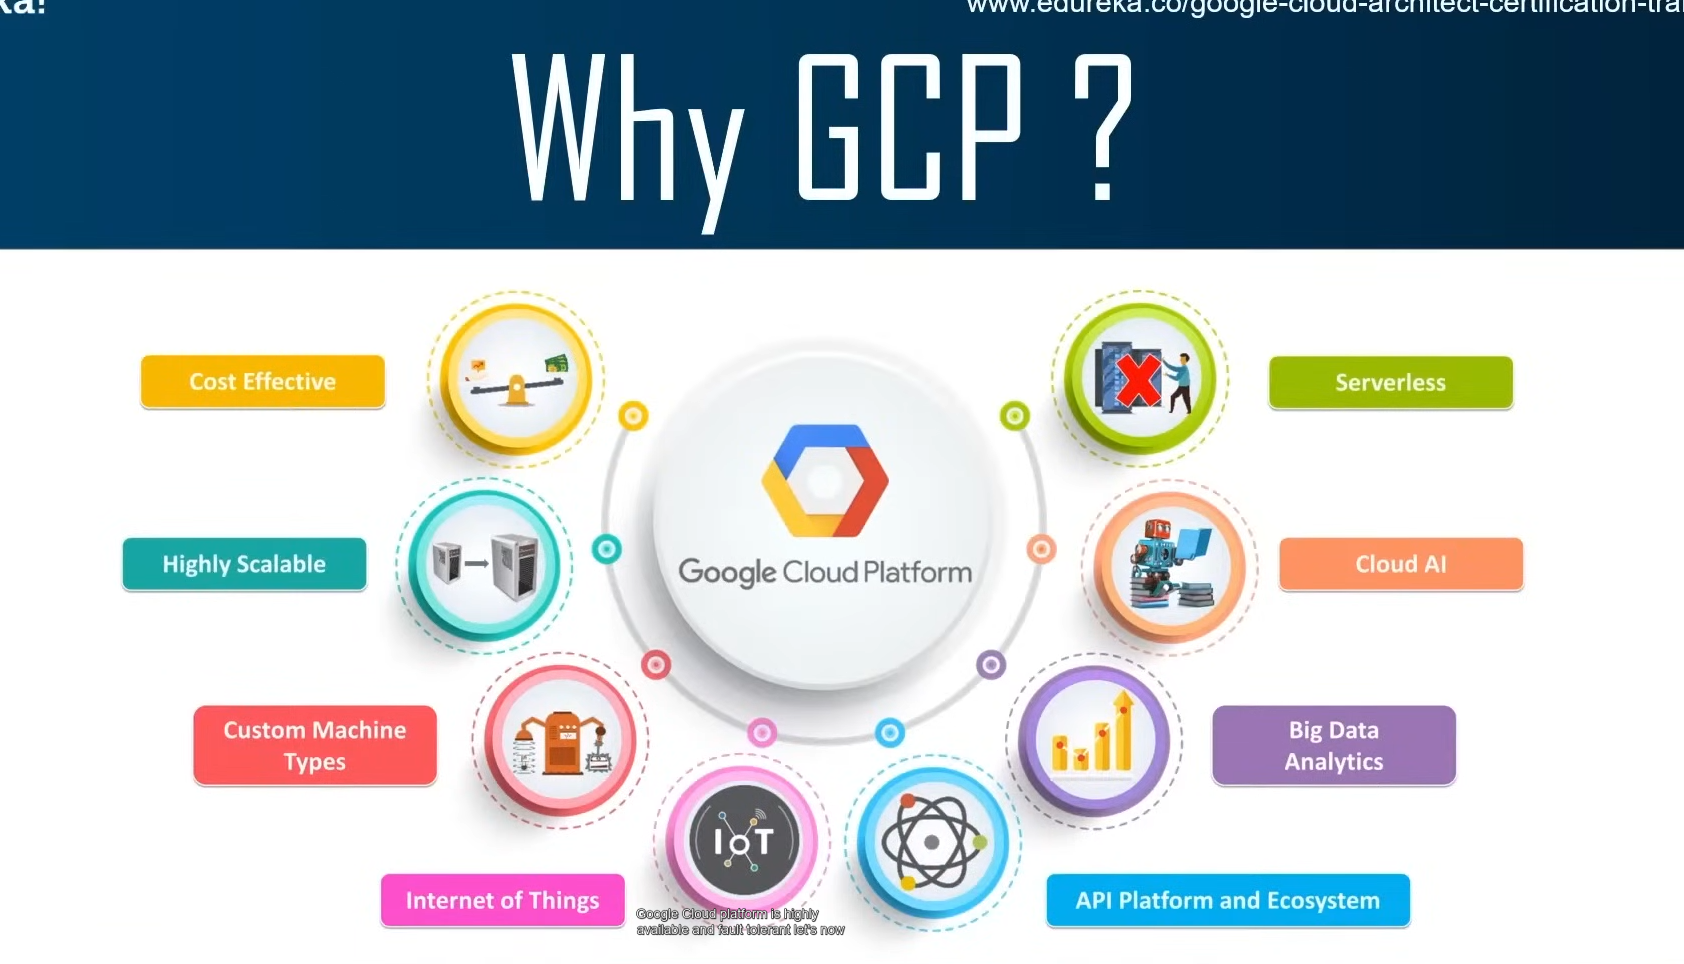 ka!
www.edureka.co/google-cloud-architect-certification-trai
Why GCP ?
Cost Effective
Serverless
Google Cloud Platform
Highly Scalable
Cloud AI
Custom Machine
Types
Big Data
Analytics
IoT
Internet of Things
API Platform and Ecosystem
Google Cloud platform is highly
available and fault tolerant let's now